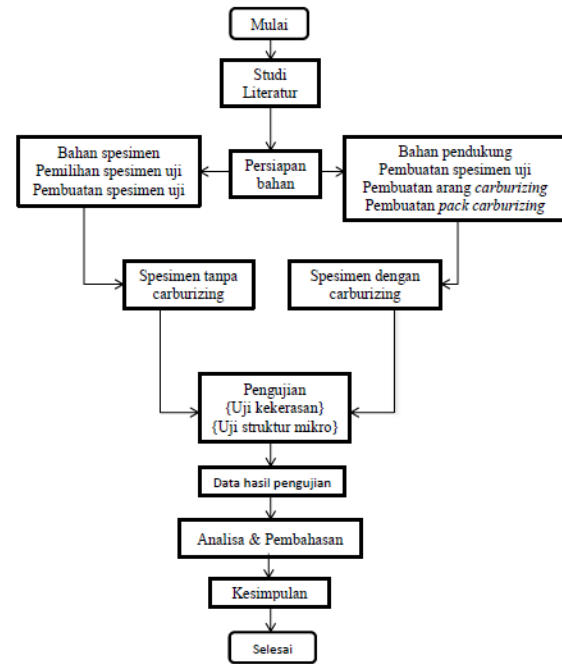 Mulai
Studi
Literatur
Bahan spesimen
Pemilihan spesimen uji
Pembuatan spesimen uji
Persiapan
bahan
Bahan pendukung
Pembuatan spesimen uji
Pembuatan arang carburizing
Pembuatan pack carburizing
Spesimen tanpa
carburizing
Spesimen dengan
carburizing
Pengujian
{Uji kekerasan}
{Uji struktur mikro}
Data hasil pengujian
Analisa & Pembahasan
Kesimpulan
Selesai